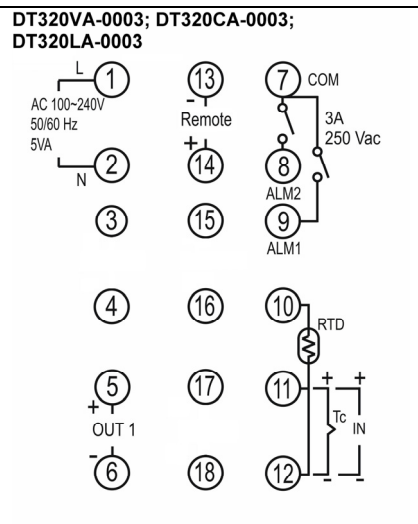 DT320VA-0003; DT320CA-0003;
DT320LA-0003
L
1
13
7
COM
AC 100~240V
50/60 Hz
5VA
-
Remote
+
3A
250 Vac
N
2
14
8
ALM2
3
15
9
ALM1
4
16
10
RTD
5
17
11
+ +
+
OUT 1
Tc
IN
-
6
18
12
- -